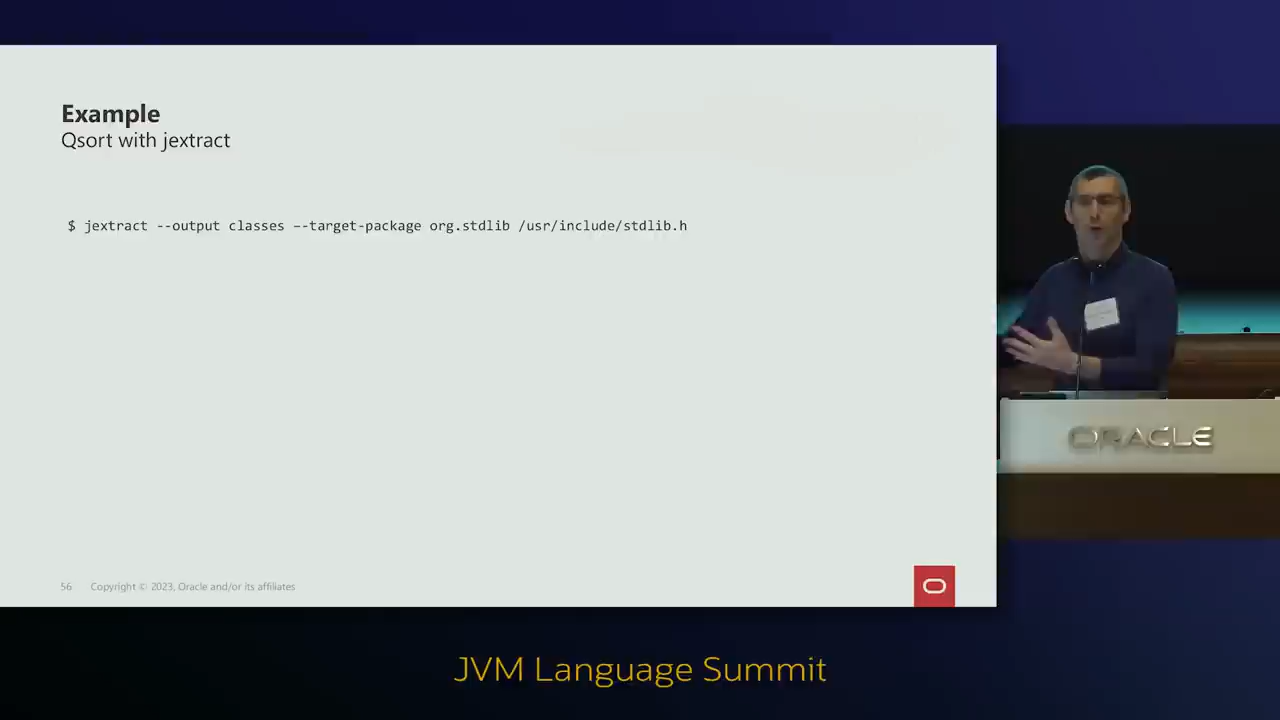 Example
Qsort with jextract
$ jextract --output classes –-target-package org.stdlib /usr/include/stdlib.h
56 Copyright © 2023, Oracle and/or its affiliates
ORACLE
JVM Language Summit